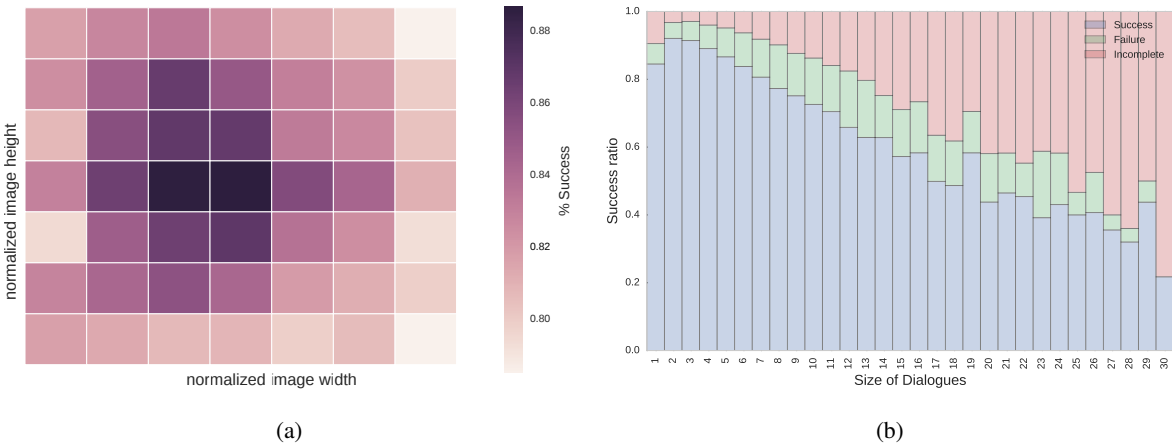 normalized image height
normalized image width
0.88
0.86
0.84
0.82
0.80
% Success
(a)
Success ratio
1.0
0.8
0.6
0.4
0.2
0.0
Success
Failure
Incomplete
1 2 3 4 5 6 7 8 9 10 11 12 13 14 15 16 17 18 19 20 21 22 23 24 25 26 27 28 29 30
Size of Dialogues
(b)